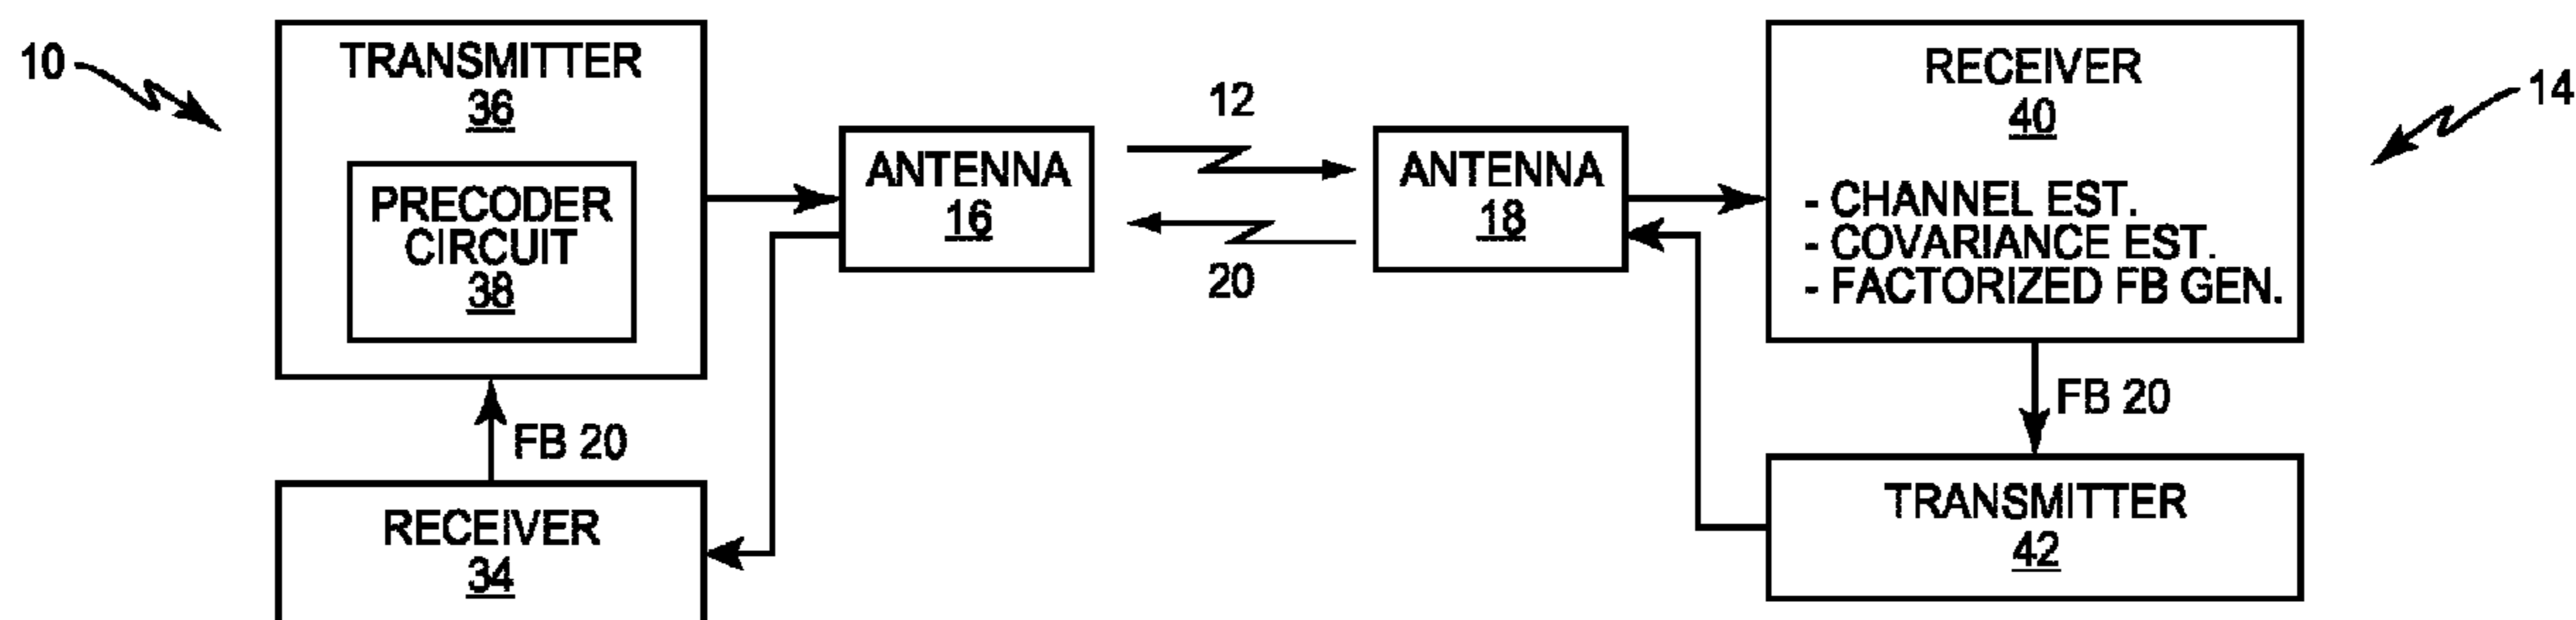 10
TRANSMITTER
36
PRECODER
CIRCUIT
38
FB 20
RECEIVER
34
ANTENNA
16
12
20
ANTENNA
18
RECEIVER
40
- CHANNEL EST.
- COVARIANCE EST.
- FACTORIZED FB GEN.
14
FB 20
TRANSMITTER
42